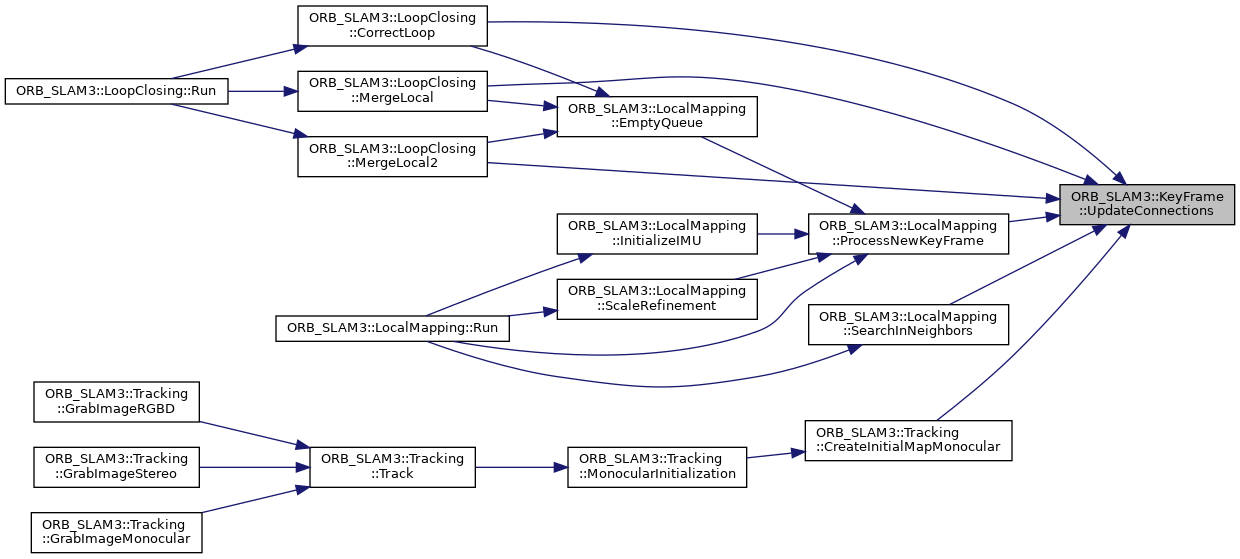 ORB_SLAM3::LoopClosing
::CorrectLoop
ORB_SLAM3::LoopClosing::Run
ORB_SLAM3::LoopClosing
::MergeLocal
ORB_SLAM3::LocalMapping
::EmptyQueue
ORB_SLAM3::LoopClosing
::MergeLocal2
ORB_SLAM3::KeyFrame
::UpdateConnections
ORB_SLAM3::LocalMapping
::InitializeIMU
ORB_SLAM3::LocalMapping
::ProcessNewKeyFrame
ORB_SLAM3::LocalMapping
::ScaleRefinement
ORB_SLAM3::LocalMapping::Run
ORB_SLAM3::LocalMapping
::SearchInNeighbors
ORB_SLAM3::Tracking
::GrabImageRGBD
ORB_SLAM3::Tracking
::GrabImageStereo
ORB_SLAM3::Tracking
::Track
ORB_SLAM3::Tracking
::MonocularInitialization
ORB_SLAM3::Tracking
::CreateInitialMapMonocular
ORB_SLAM3::Tracking
::GrabImageMonocular